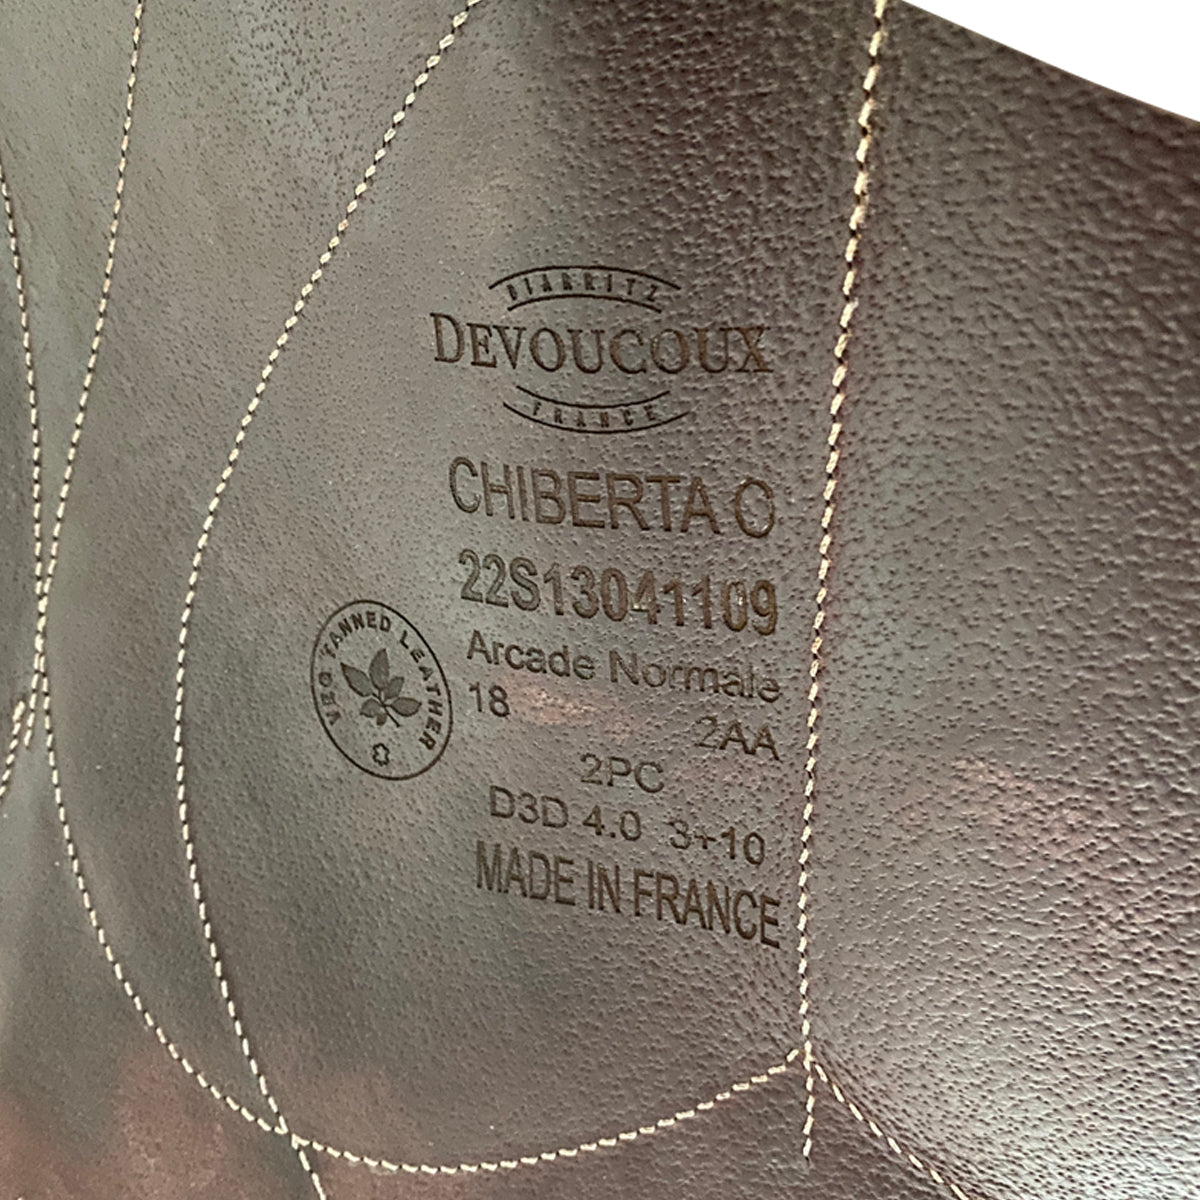 BIARRITZ
DEVOUCOUX
FRANCE
CHIBERTA O
22S13041109
VEG TANNED LEATHER
Arcade Normale
18 2AA
2PC
D3D 4.0 3+10
MADE IN FRANCE